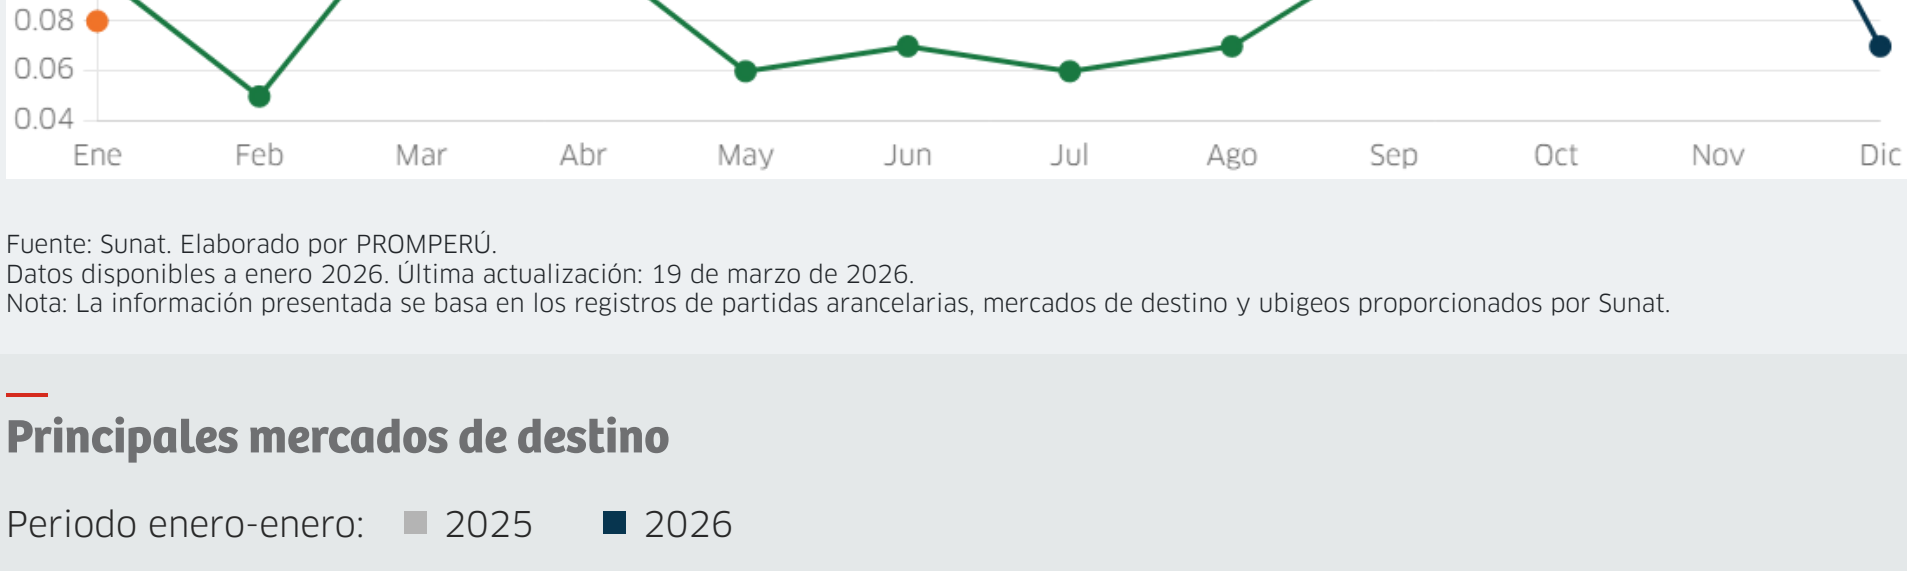 0.08
0.06
0.04
Ene Feb Mar Abr May Jun Jul Ago Sep Oct Nov Dic
Fuente: Sunat. Elaborado por PROMPERÚ.
Datos disponibles a enero 2026. Última actualización: 19 de marzo de 2026.
Nota: La información presentada se basa en los registros de partidas arancelarias, mercados de destino y ubigeos proporcionados por Sunat.
Principales mercados de destino
Periodo enero-enero: 2025 2026